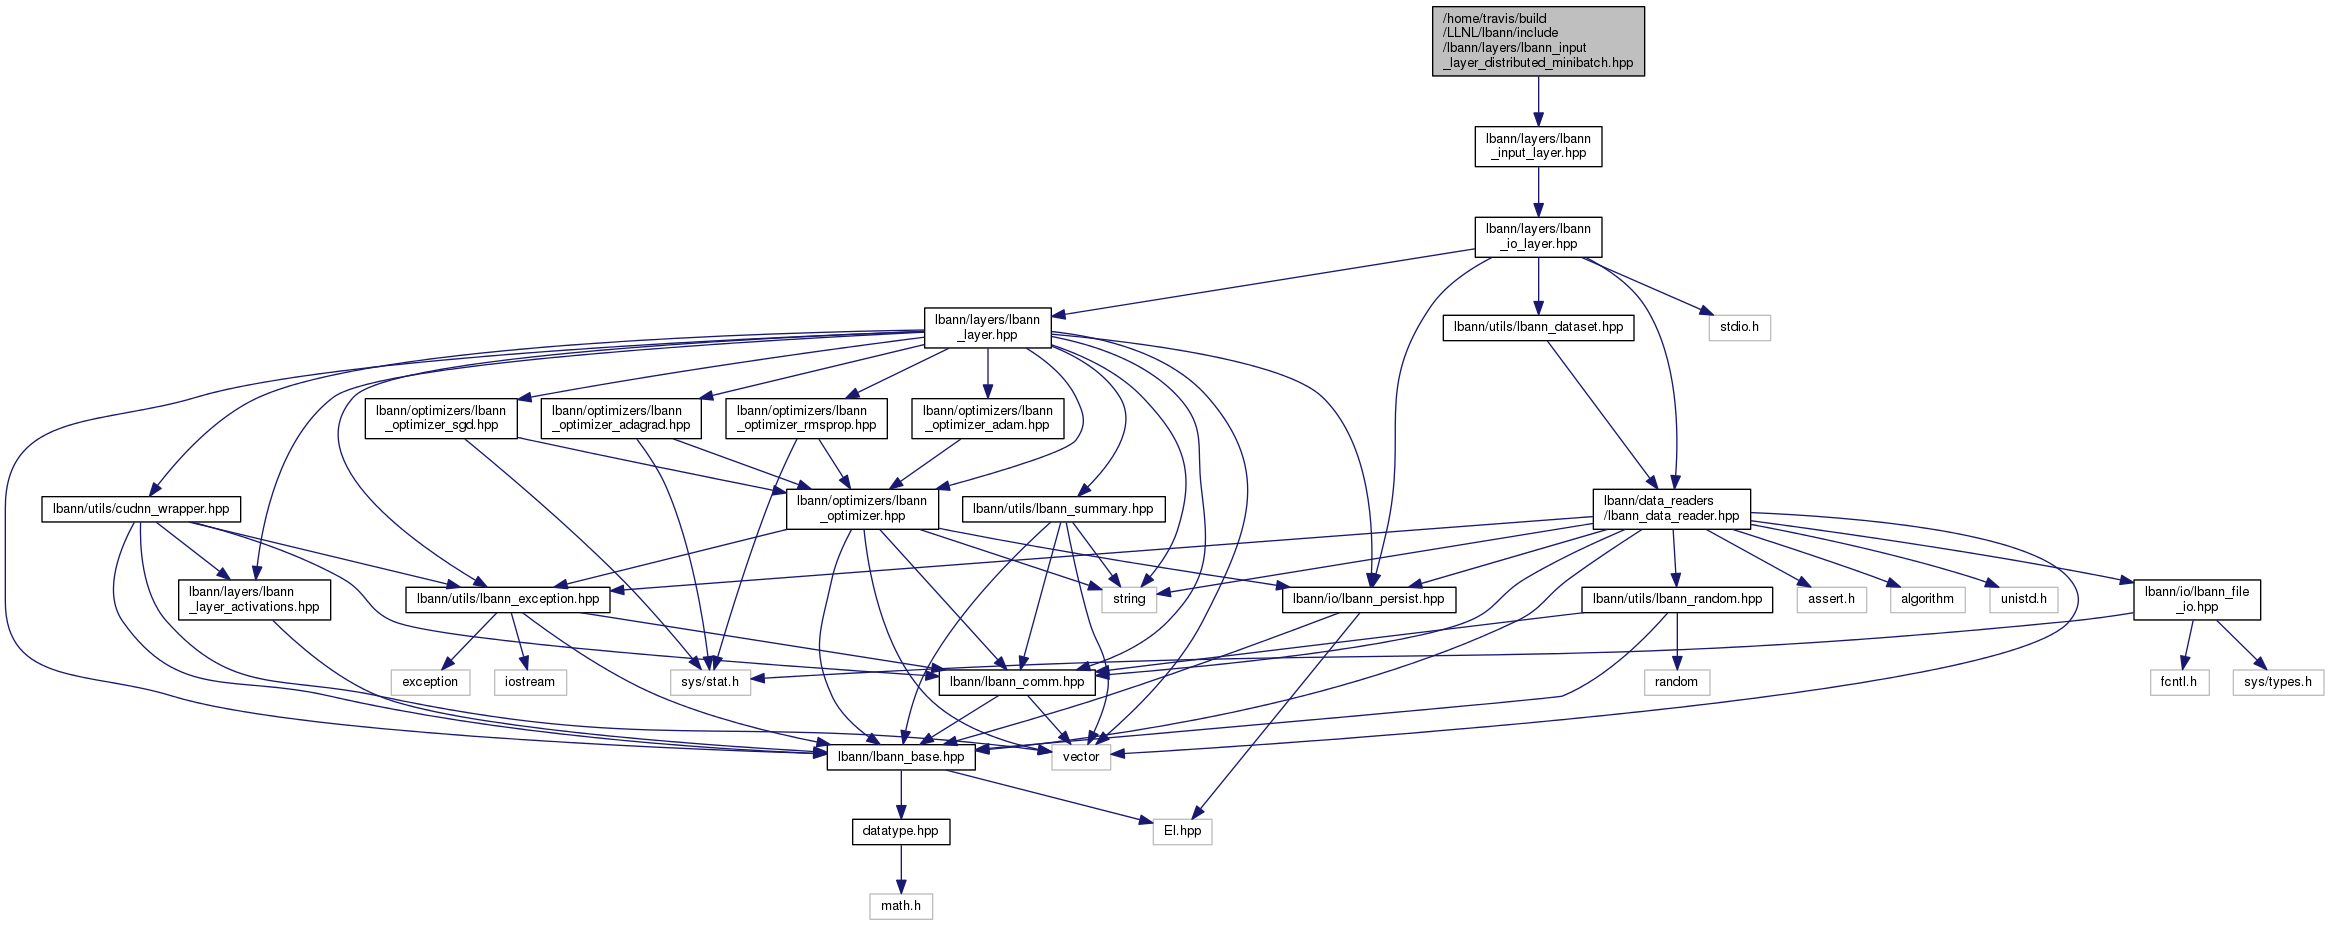 /home/travis/build
/LLNL/lbann/include
/lbann/layers/lbann_input
_layer_distributed_minibatch.hpp
lbann/layers/lbann
_input_layer.hpp
lbann/layers/lbann
_io_layer.hpp
lbann/layers/lbann
_layer.hpp
lbann/utils/lbann_dataset.hpp
stdio.h
lbann/optimizers/lbann
_optimizer_sgd.hpp
lbann/optimizers/lbann
_optimizer_adagrad.hpp
lbann/optimizers/lbann
_optimizer_rmsprop.hpp
lbann/optimizers/lbann
_optimizer_adam.hpp
lbann/utils/cudnn_wrapper.hpp
lbann/optimizers/lbann
_optimizer.hpp
lbann/utils/lbann_summary.hpp
lbann/data_readers
/lbann_data_reader.hpp
lbann/layers/lbann
_layer_activations.hpp
lbann/utils/lbann_exception.hpp
string
lbann/io/lbann_persist.hpp
lbann/utils/lbann_random.hpp
assert.h
algorithm
unistd.h
lbann/io/lbann_file
_io.hpp
exception
iostream
sys/stat.h
lbann/lbann_comm.hpp
random
fcntl.h
sys/types.h
lbann/lbann_base.hpp
vector
datatype.hpp
El.hpp
math.h